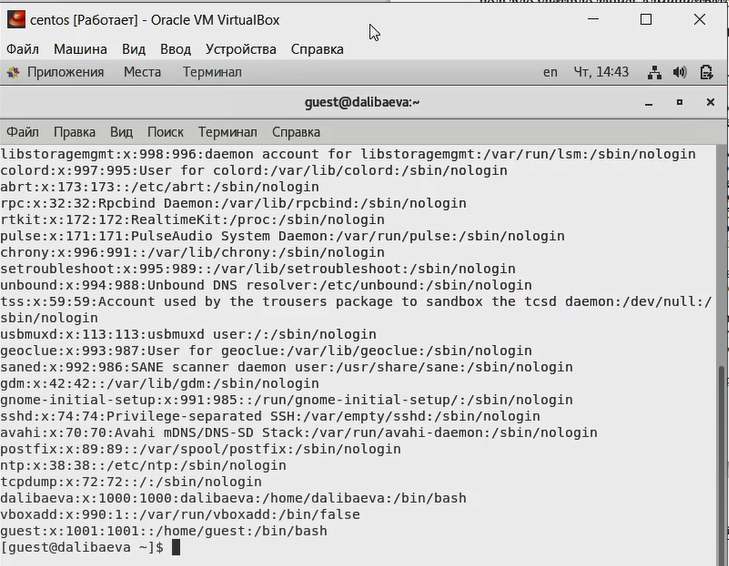 centos [Работает] - Oracle VM VirtualBox
Файл Машина Вид Ввод Устройства Справка
Приложения Места Терминал en Чт, 14:43
guest@dalibaeva:~
Файл Правка Вид Поиск Терминал Справка
libstoragemgmt:x:998:996:daemon account for libstoragemgmt:/var/run/lsm:/sbin/nologin
colord:x:997:995:User for colord:/var/lib/colord:/sbin/nologin
abrt:x:173:173::/etc/abrt:/sbin/nologin
rpc:x:32:32:Rpcbind Daemon:/var/lib/rpcbind:/sbin/nologin
rtkit:x:172:172:RealtimeKit:/proc:/sbin/nologin
pulse:x:171:171:PulseAudio System Daemon:/var/run/pulse:/sbin/nologin
chrony:x:996:991::/var/lib/chrony:/sbin/nologin
setroubleshoot:x:995:989::/var/lib/setroubleshoot:/sbin/nologin
unbound:x:994:988:Unbound DNS resolver:/etc/unbound:/sbin/nologin
tss:x:59:59:Account used by the trousers package to sandbox the tcsd daemon:/dev/null:/
sbin/nologin
usbmuxd:x:113:113:usbmuxd user:/:/sbin/nologin
geoclue:x:993:987:User for geoclue:/var/lib/geoclue:/sbin/nologin
saned:x:992:986:SANE scanner daemon user:/usr/share/sane:/sbin/nologin
gdm:x:42:42::/var/lib/gdm:/sbin/nologin
gnome-initial-setup:x:991:985::/run/gnome-initial-setup/:/sbin/nologin
sshd:x:74:74:Privilege-separated SSH:/var/empty/sshd:/sbin/nologin
avahi:x:70:70:Avahi mDNS/DNS-SD Stack:/var/run/avahi-daemon:/sbin/nologin
postfix:x:89:89::/var/spool/postfix:/sbin/nologin
ntp:x:38:38::/etc/ntp:/sbin/nologin
tcpdump:x:72:72::/:/sbin/nologin
dalibaeva:x:1000:1000:dalibaeva:/home/dalibaeva:/bin/bash
vboxadd:x:990:1::/var/run/vboxadd:/bin/false
guest:x:1001:1001::/home/guest:/bin/bash
[guest@dalibaeva ~]$